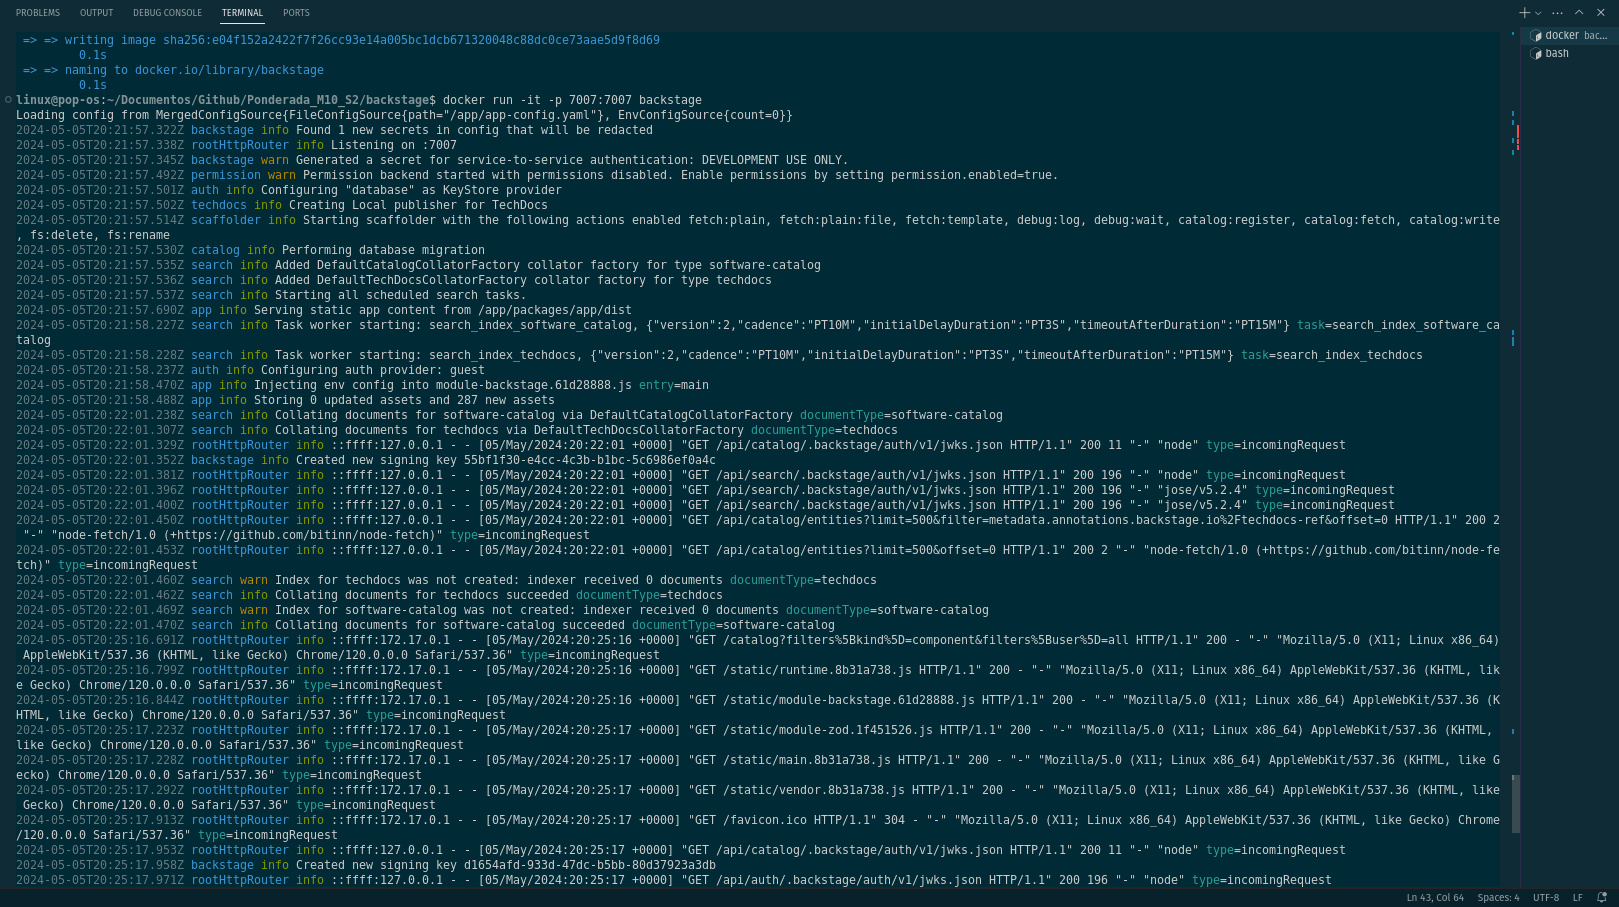 PROBLEMS OUTPUT DEBUG CONSOLE TERMINAL PORTS
=> => writing image sha256:e04f152a2422f7f26cc93e14a005bc1dcb671320048c88dc0ce73aae5d9f8d69
0.1s
=> => naming to docker.io/library/backstage
0.1s
linux@pop-os:~/Documentos/Github/Ponderada_M10_S2/backstage$ docker run -it -p 7007:7007 backstage
Loading config from MergedConfigSource{FileConfigSource{path="/app/app-config.yaml"}, EnvConfigSource{count=0}}
2024-05-05T20:21:57.322Z backstage info Found 1 new secrets in config that will be redacted
2024-05-05T20:21:57.338Z rootHttpRouter info Listening on :7007
2024-05-05T20:21:57.345Z backstage warn Generated a secret for service-to-service authentication: DEVELOPMENT USE ONLY.
2024-05-05T20:21:57.492Z permission warn Permission backend started with permissions disabled. Enable permissions by setting permission.enabled=true.
2024-05-05T20:21:57.501Z auth info Configuring "database" as KeyStore provider
2024-05-05T20:21:57.502Z techdocs info Creating Local publisher for TechDocs
2024-05-05T20:21:57.514Z scaffolder info Starting scaffolder with the following actions enabled fetch:plain, fetch:plain:file, fetch:template, debug:log, debug:wait, catalog:register, catalog:fetch, catalog:write
, fs:delete, fs:rename
2024-05-05T20:21:57.530Z catalog info Performing database migration
2024-05-05T20:21:57.535Z search info Added DefaultCatalogCollatorFactory collator factory for type software-catalog
2024-05-05T20:21:57.536Z search info Added DefaultTechDocsCollatorFactory collator factory for type techdocs
2024-05-05T20:21:57.537Z search info Starting all scheduled search tasks.
2024-05-05T20:21:57.690Z app info Serving static app content from /app/packages/app/dist
2024-05-05T20:21:58.227Z search info Task worker starting: search_index_software_catalog, {"version":2,"cadence":"PT10M","initialDelayDuration":"PT3S","timeoutAfterDuration":"PT15M"} task=search_index_software_ca
talog
2024-05-05T20:21:58.228Z search info Task worker starting: search_index_techdocs, {"version":2,"cadence":"PT10M","initialDelayDuration":"PT3S","timeoutAfterDuration":"PT15M"} task=search_index_techdocs
2024-05-05T20:21:58.237Z auth info Configuring auth provider: guest
2024-05-05T20:21:58.470Z app info Injecting env config into module-backstage.61d28888.js entry=main
2024-05-05T20:21:58.488Z app info Storing 0 updated assets and 287 new assets
2024-05-05T20:22:01.238Z search info Collating documents for software-catalog via DefaultCatalogCollatorFactory documentType=software-catalog
2024-05-05T20:22:01.307Z search info Collating documents for techdocs via DefaultTechDocsCollatorFactory documentType=techdocs
2024-05-05T20:22:01.329Z rootHttpRouter info ::ffff:127.0.0.1 - - [05/May/2024:20:22:01 +0000] "GET /api/catalog/.backstage/auth/v1/jwks.json HTTP/1.1" 200 11 "-" "node" type=incomingRequest
2024-05-05T20:22:01.352Z backstage info Created new signing key 55bf1f30-e4cc-4c3b-b1bc-5c6986ef0a4c
2024-05-05T20:22:01.381Z rootHttpRouter info ::ffff:127.0.0.1 - - [05/May/2024:20:22:01 +0000] "GET /api/search/.backstage/auth/v1/jwks.json HTTP/1.1" 200 196 "-" "node" type=incomingRequest
2024-05-05T20:22:01.396Z rootHttpRouter info ::ffff:127.0.0.1 - - [05/May/2024:20:22:01 +0000] "GET /api/search/.backstage/auth/v1/jwks.json HTTP/1.1" 200 196 "-" "jose/v5.2.4" type=incomingRequest
2024-05-05T20:22:01.400Z rootHttpRouter info ::ffff:127.0.0.1 - - [05/May/2024:20:22:01 +0000] "GET /api/search/.backstage/auth/v1/jwks.json HTTP/1.1" 200 196 "-" "jose/v5.2.4" type=incomingRequest
2024-05-05T20:22:01.450Z rootHttpRouter info ::ffff:127.0.0.1 - - [05/May/2024:20:22:01 +0000] "GET /api/catalog/entities?limit=500&filter=metadata.annotations.backstage.io%2Ftechdocs-ref&offset=0 HTTP/1.1" 200 2
"-" "node-fetch/1.0 (+https://github.com/bitinn/node-fetch)" type=incomingRequest
2024-05-05T20:22:01.453Z rootHttpRouter info ::ffff:127.0.0.1 - - [05/May/2024:20:22:01 +0000] "GET /api/catalog/entities?limit=500&offset=0 HTTP/1.1" 200 2 "-" "node-fetch/1.0 (+https://github.com/bitinn/node-fe
tch)" type=incomingRequest
2024-05-05T20:22:01.460Z search warn Index for techdocs was not created: indexer received 0 documents documentType=techdocs
2024-05-05T20:22:01.462Z search info Collating documents for techdocs succeeded documentType=techdocs
2024-05-05T20:22:01.469Z search warn Index for software-catalog was not created: indexer received 0 documents documentType=software-catalog
2024-05-05T20:22:01.470Z search info Collating documents for software-catalog succeeded documentType=software-catalog
2024-05-05T20:25:16.691Z rootHttpRouter info ::ffff:172.17.0.1 - - [05/May/2024:20:25:16 +0000] "GET /catalog?filters%5Bkind%5D=component&filters%5Buser%5D=all HTTP/1.1" 200 - "-" "Mozilla/5.0 (X11; Linux x86_64)
AppleWebKit/537.36 (KHTML, like Gecko) Chrome/120.0.0.0 Safari/537.36" type=incomingRequest
2024-05-05T20:25:16.799Z rootHttpRouter info ::ffff:172.17.0.1 - - [05/May/2024:20:25:16 +0000] "GET /static/runtime.8b31a738.js HTTP/1.1" 200 - "-" "Mozilla/5.0 (X11; Linux x86_64) AppleWebKit/537.36 (KHTML, lik
e Gecko) Chrome/120.0.0.0 Safari/537.36" type=incomingRequest
2024-05-05T20:25:16.844Z rootHttpRouter info ::ffff:172.17.0.1 - - [05/May/2024:20:25:16 +0000] "GET /static/module-backstage.61d28888.js HTTP/1.1" 200 - "-" "Mozilla/5.0 (X11; Linux x86_64) AppleWebKit/537.36 (K
HTML, like Gecko) Chrome/120.0.0.0 Safari/537.36" type=incomingRequest
2024-05-05T20:25:17.223Z rootHttpRouter info ::ffff:172.17.0.1 - - [05/May/2024:20:25:17 +0000] "GET /static/module-zod.1f451526.js HTTP/1.1" 200 - "-" "Mozilla/5.0 (X11; Linux x86_64) AppleWebKit/537.36 (KHTML,
like Gecko) Chrome/120.0.0.0 Safari/537.36" type=incomingRequest
2024-05-05T20:25:17.228Z rootHttpRouter info ::ffff:172.17.0.1 - - [05/May/2024:20:25:17 +0000] "GET /static/main.8b31a738.js HTTP/1.1" 200 - "-" "Mozilla/5.0 (X11; Linux x86_64) AppleWebKit/537.36 (KHTML, like G
ecko) Chrome/120.0.0.0 Safari/537.36" type=incomingRequest
2024-05-05T20:25:17.292Z rootHttpRouter info ::ffff:172.17.0.1 - - [05/May/2024:20:25:17 +0000] "GET /static/vendor.8b31a738.js HTTP/1.1" 200 - "-" "Mozilla/5.0 (X11; Linux x86_64) AppleWebKit/537.36 (KHTML, like
Gecko) Chrome/120.0.0.0 Safari/537.36" type=incomingRequest
2024-05-05T20:25:17.913Z rootHttpRouter info ::ffff:172.17.0.1 - - [05/May/2024:20:25:17 +0000] "GET /favicon.ico HTTP/1.1" 304 - "-" "Mozilla/5.0 (X11; Linux x86_64) AppleWebKit/537.36 (KHTML, like Gecko) Chrome
/120.0.0.0 Safari/537.36" type=incomingRequest
2024-05-05T20:25:17.953Z rootHttpRouter info ::ffff:127.0.0.1 - - [05/May/2024:20:25:17 +0000] "GET /api/catalog/.backstage/auth/v1/jwks.json HTTP/1.1" 200 11 "-" "node" type=incomingRequest
2024-05-05T20:25:17.958Z backstage info Created new signing key d1654afd-933d-47dc-b5bb-80d37923a3db
2024-05-05T20:25:17.971Z rootHttpRouter info ::ffff:127.0.0.1 - - [05/May/2024:20:25:17 +0000] "GET /api/auth/.backstage/auth/v1/jwks.json HTTP/1.1" 200 196 "-" "node" type=incomingRequest
docker bac...
bash
Ln 43, Col 64 Spaces: 4 UTF-8 LF